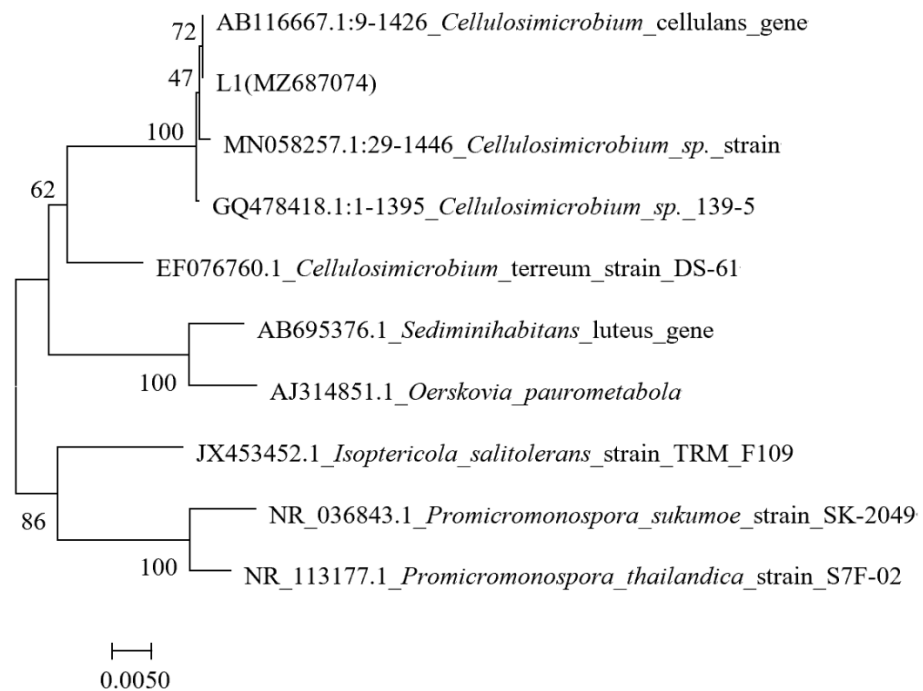 72
AB116667.1:9-1426_Cellulosimicrobium_cellulans_gene
47
L1(MZ687074)
100
MN058257.1:29-1446_Cellulosimicrobium_sp._strain
62
GQ478418.1:1-1395_Cellulosimicrobium_sp._139-5
EF076760.1_Cellulosimicrobium_terreum_strain_DS-61
AB695376.1_Sediminihabitans_luteus_gene
100
AJ314851.1_Oerskovia_paurometabola
JX453452.1_Isoptericola_salitolerans_strain_TRM_F109
86
NR_036843.1_Promicromonospora_sukumoe_strain_SK-2049
100
NR_113177.1_Promicromonospora_thailandica_strain_S7F-02
0.0050